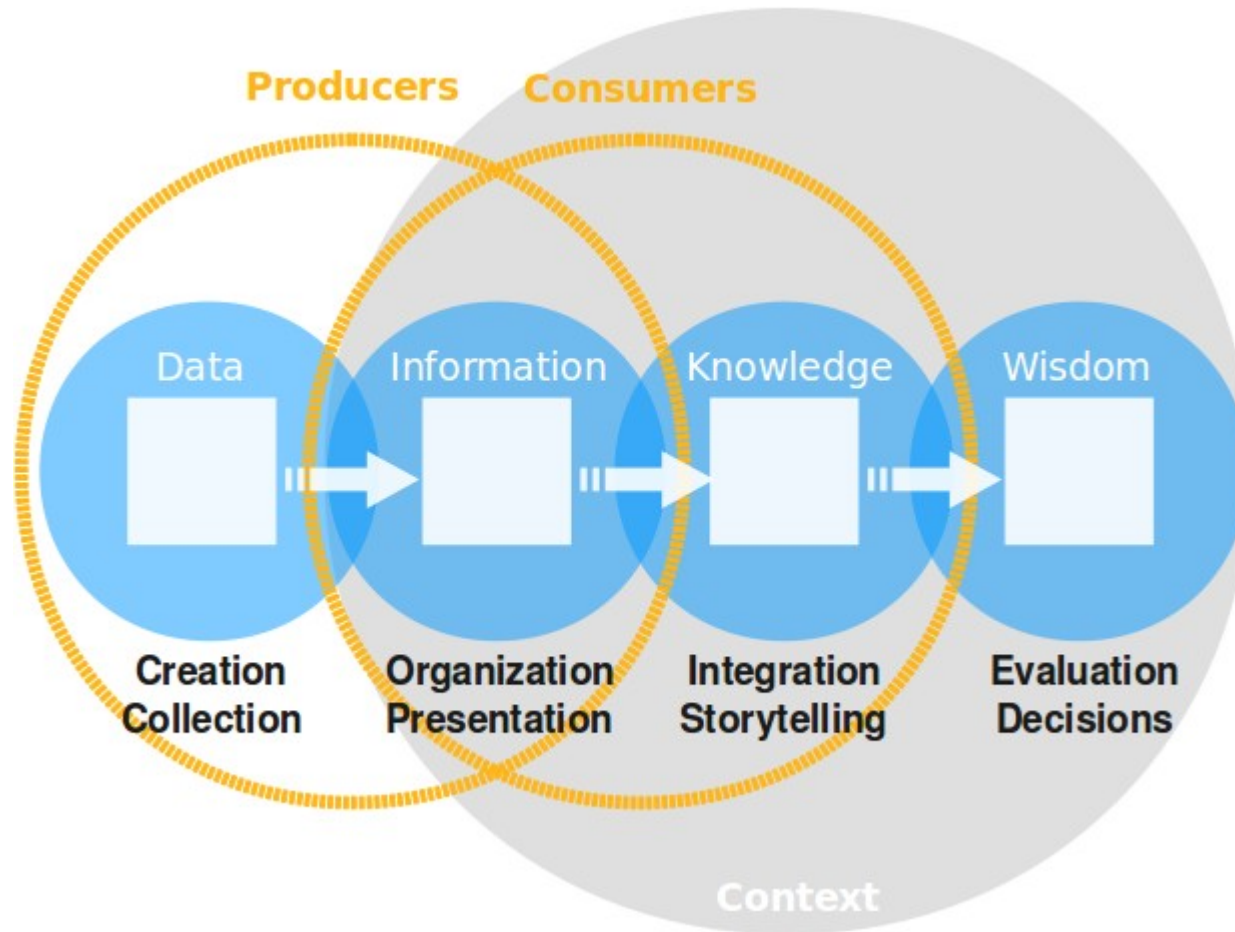 Producers Consumers
Data Information Knowledge Wisdom
Creation Organization Integration Evaluation
Collection Presentation Storytelling Decisions
Context